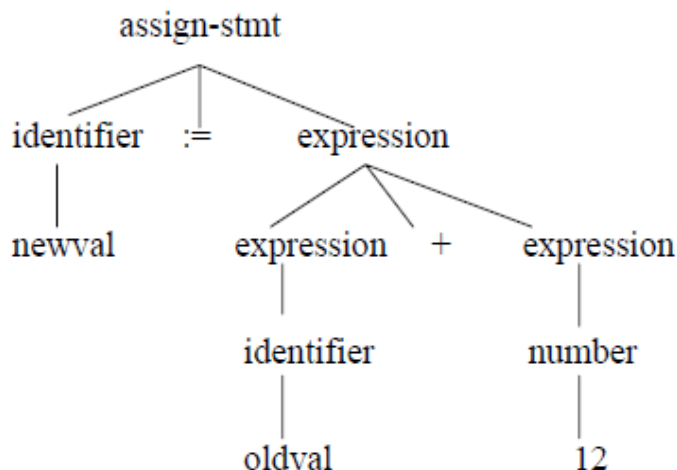 assign-stmt
identifier := expression
newval expression + expression
identifier number
oldval 12